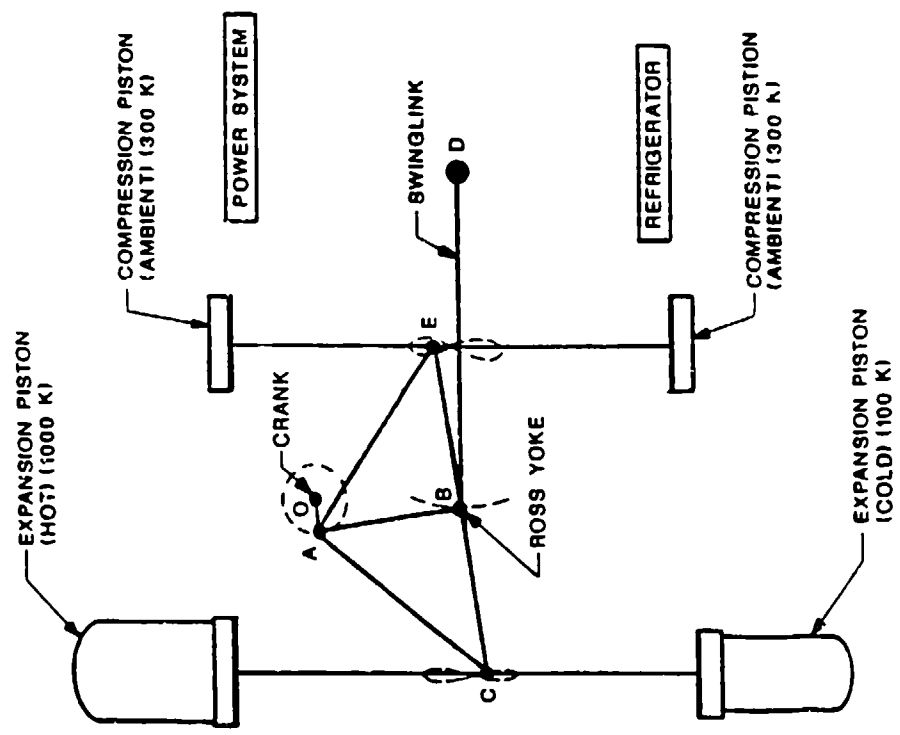 EXPANSION PISTON
(HOT) (1000 K)
COMPRESSION PISTON
(AMBIENT) (300 K)
POWER SYSTEM
CRANK
O
A
E
SWINGLINK
D
B
C
ROSS YOKE
REFRIGERATOR
EXPANSION PISTON
(COLD) (100 K)
COMPRESSION PISTION
(AMBIENT) (300 K)